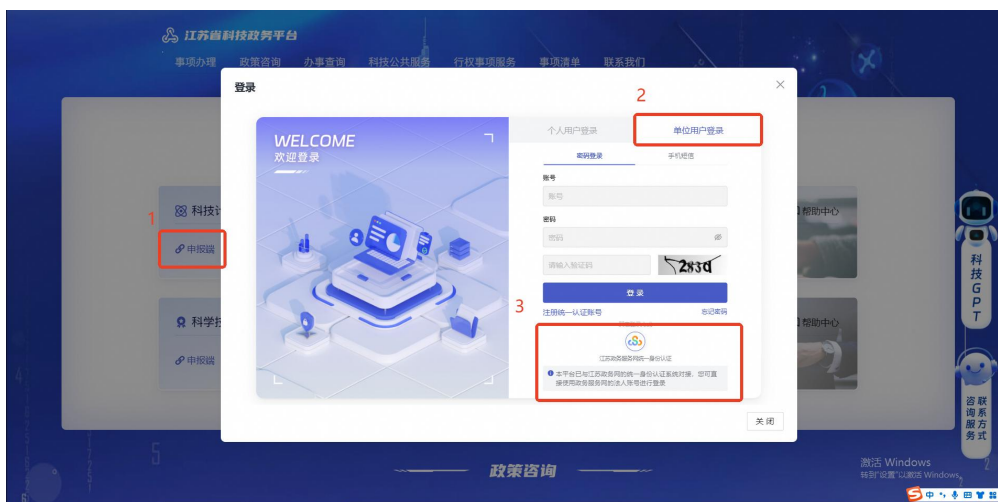 江苏省科技政务平台
事项办理 政策咨询 办事查询 科技公共服务 行权事项服务 事项清单 联系我们
登录
2
WELCOME
欢迎登录
个人用户登录 单位用户登录
密码登录 手机短信
账号
账号
密码
密码
请输入验证码 283d
登 录
3
注册统一认证账号 忘记密码
江苏政务服务网统一身份认证
本平台已与江苏政务网的统一身份认证系统对接，您可直
接使用政务服务网的法人账号进行登录
关 闭
1
科技计
申报端
科学技
申报端
帮助中心
帮助中心
科技GPT
咨询服务
联系方式
政策咨询
激活 Windows
转到"设置"以激活 Windows。
中